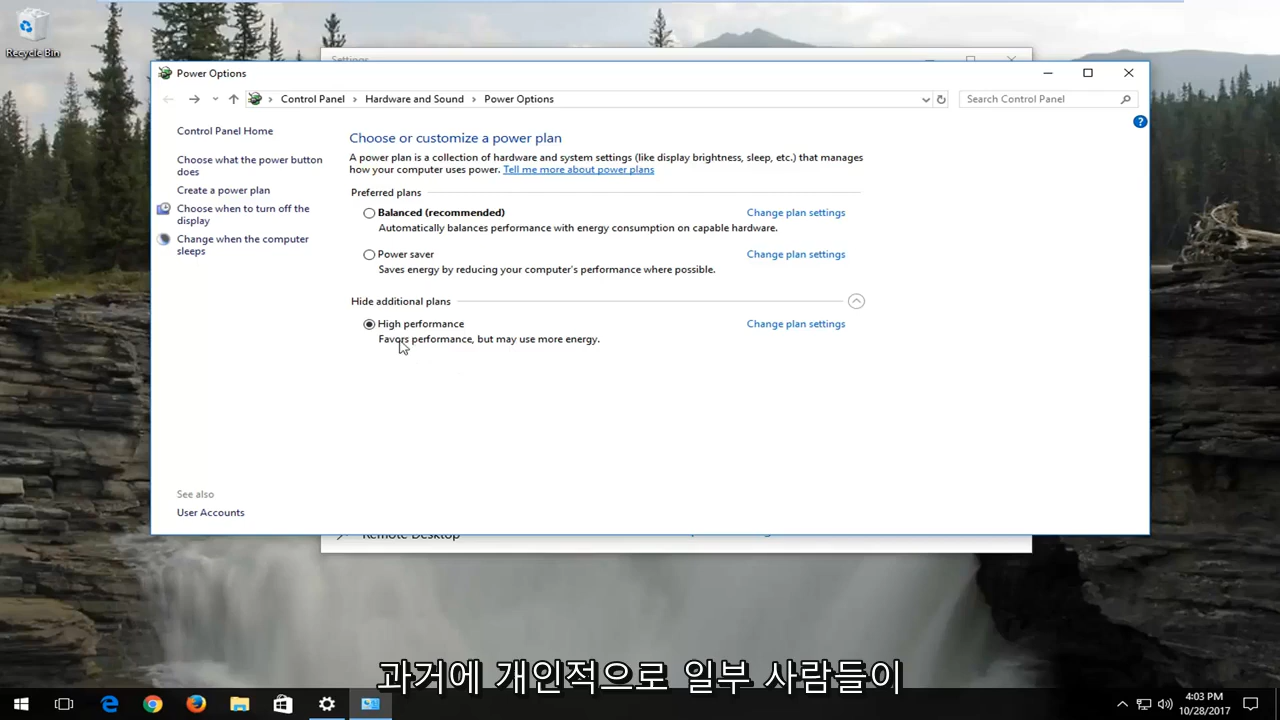 Recycle Bin
Settings
Power Options
Control Panel > Hardware and Sound > Power Options
Search Control Panel
Control Panel Home
Choose what the power button
does
Create a power plan
Choose when to turn off the
display
Change when the computer
sleeps
See also
User Accounts
Choose or customize a power plan
A power plan is a collection of hardware and system settings (like display brightness, sleep, etc.) that manages
how your computer uses power. Tell me more about power plans
Preferred plans
Balanced (recommended) Change plan settings
Automatically balances performance with energy consumption on capable hardware.
Power saver Change plan settings
Saves energy by reducing your computer's performance where possible.
Hide additional plans
High performance Change plan settings
Favors performance, but may use more energy.
Remote Desktop
과거에 개인적으로 일부 사람들이
4:03 PM
10/28/2017